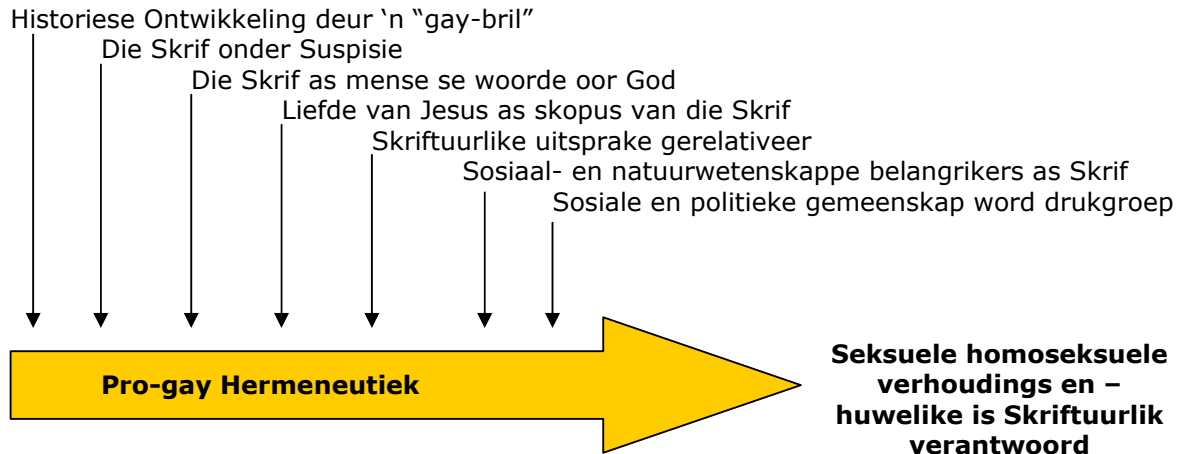 Historiese Ontwikkeling deur ‘n “gay-bril”
Die Skrif onder Suspisie
Die Skrif as mense se woorde oor God
Liefde van Jesus as skopus van die Skrif
Skriftuurlike uitsprake gerelativeer
Sosiaal- en natuurwetenskappe belangrikers as Skrif
Sosiale en politieke gemeenskap word drukgroep
Pro-gay Hermeneutiek
Seksuele homoseksuele
verhoudings en –
huwelike is Skriftuurlik
verantwoord